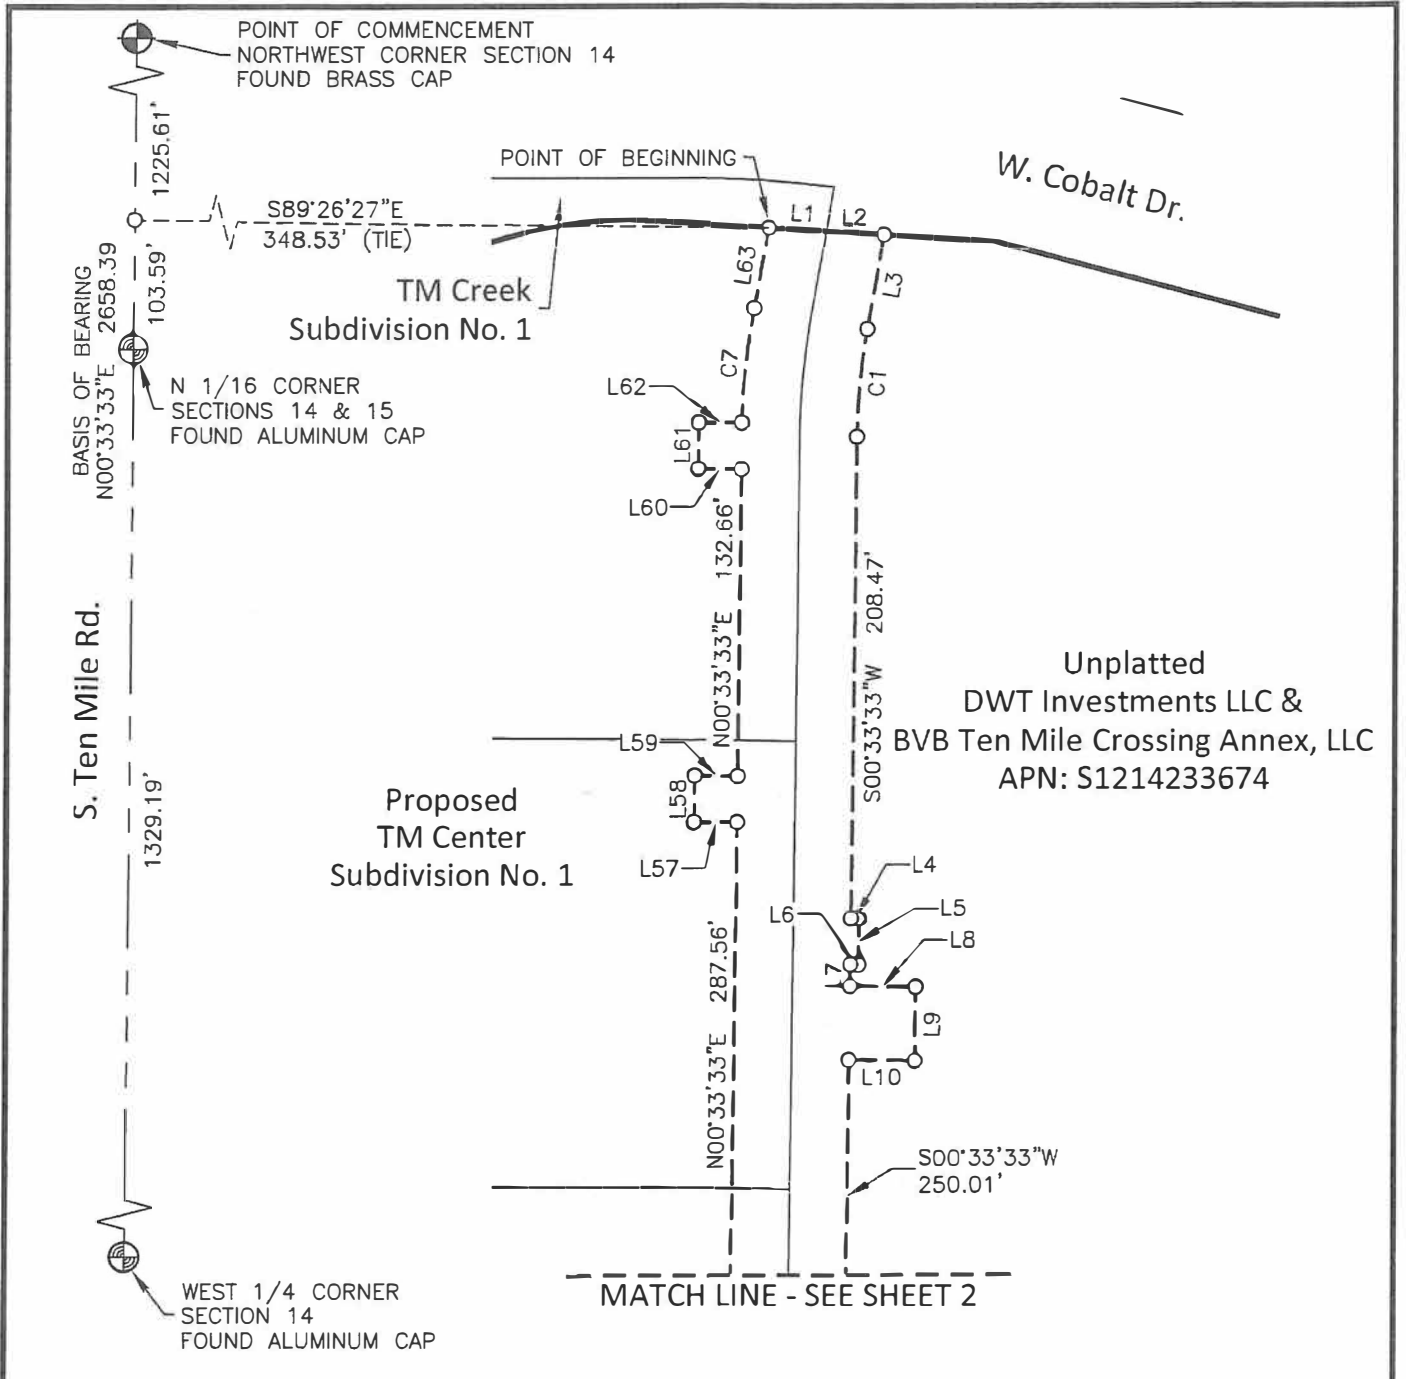 POINT OF COMMENCEMENT
NORTHWEST CORNER SECTION 14
FOUND BRASS CAP
1225.61'
POINT OF BEGINNING
W. Cobalt Dr.
S89°26'27"E
348.53' (TIE)
L1
L2
L63
L3
TM Creek
Subdivision No. 1
BASIS OF BEARING
N00°33'33"E 2658.39
103.59'
N 1/16 CORNER
SECTIONS 14 & 15
FOUND ALUMINUM CAP
C7
C1
L62
L61
L60
N00°33'33"E 132.66'
S00°33'33"W 208.47'
S. Ten Mile Rd.
1329.19'
Unplatted
DWT Investments LLC &
BVB Ten Mile Crossing Annex, LLC
APN: S1214233674
L59
L58
L57
Proposed
TM Center
Subdivision No. 1
L4
L5
L6
L8
L7
L9
L10
N00°33'33"E 287.56'
S00°33'33"W
250.01'
MATCH LINE - SEE SHEET 2
WEST 1/4 CORNER
SECTION 14
FOUND ALUMINUM CAP